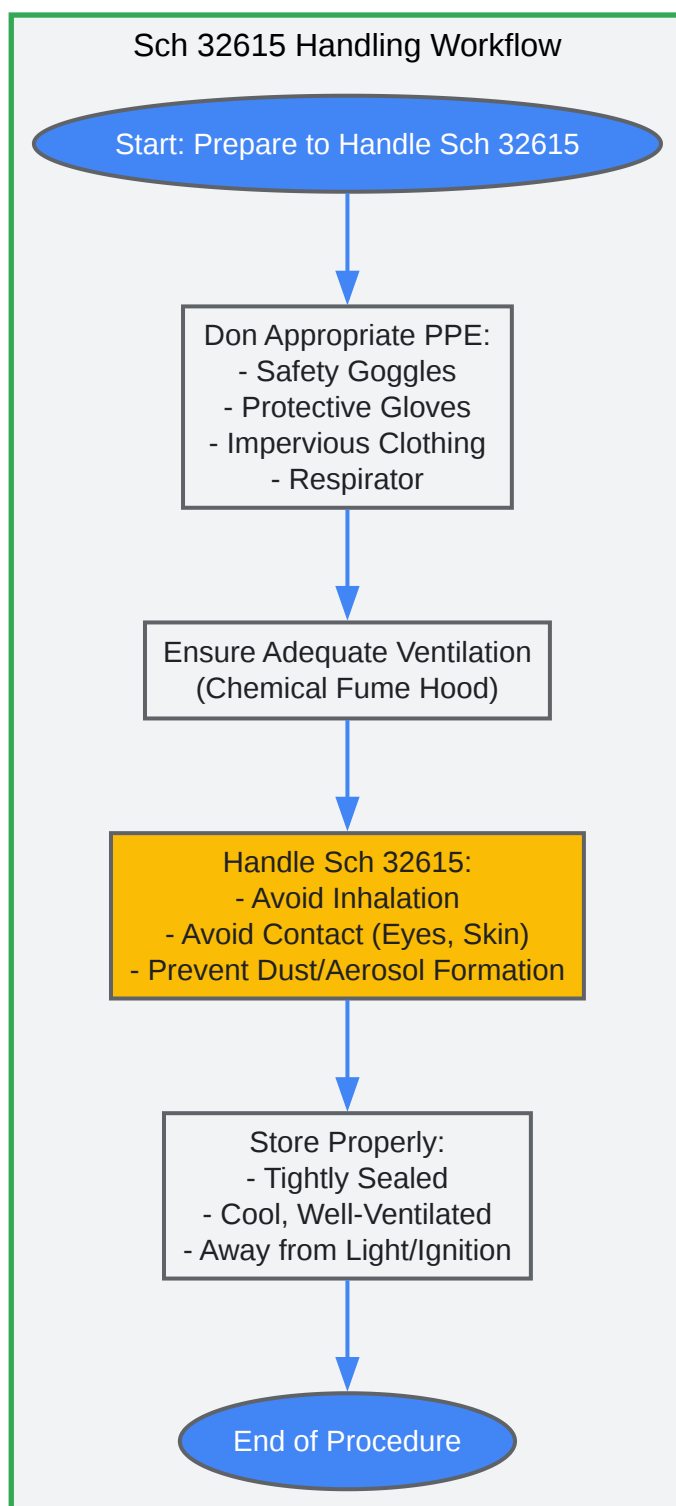 Sch 32615 Handling Workflow
Start: Prepare to Handle Sch 32615
Don Appropriate PPE:
- Safety Goggles
- Protective Gloves
- Impervious Clothing
- Respirator
Ensure Adequate Ventilation
(Chemical Fume Hood)
Handle Sch 32615:
- Avoid Inhalation
- Avoid Contact (Eyes, Skin)
- Prevent Dust/Aerosol Formation
Store Properly:
- Tightly Sealed
- Cool, Well-Ventilated
- Away from Light/Ignition
End of Procedure